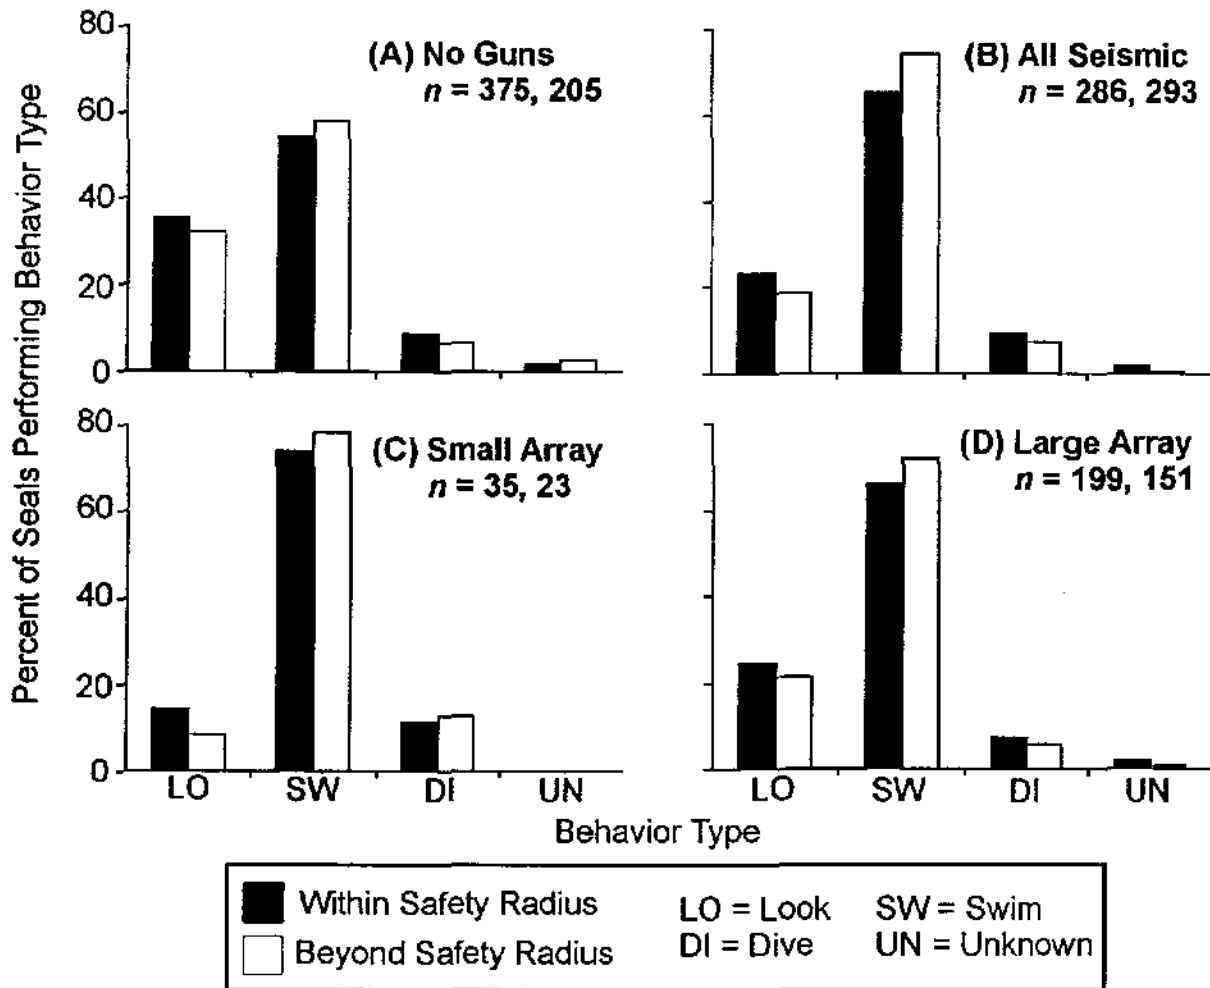 Percent of Seals Performing Behavior Type
80
60
40
20
0
(A) No Guns
n = 375, 205
(B) All Seismic
n = 286, 293
80
60
40
20
0
(C) Small Array
n = 35, 23
(D) Large Array
n = 199, 151
LO SW DI UN
LO SW DI UN
Behavior Type
Within Safety Radius
Beyond Safety Radius
LO = Look SW = Swim
DI = Dive UN = Unknown